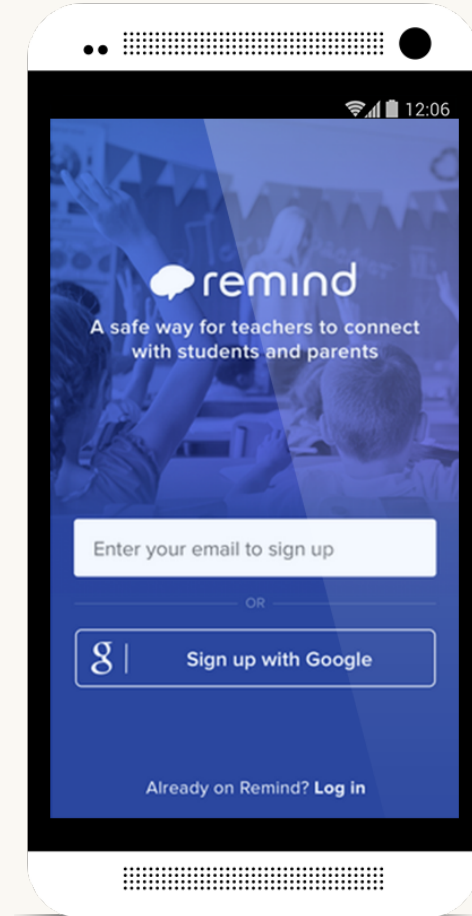 12:06
remind
A safe way for teachers to connect
with students and parents
Enter your email to sign up
OR
g
Sign up with Google
Already on Remind? Log in